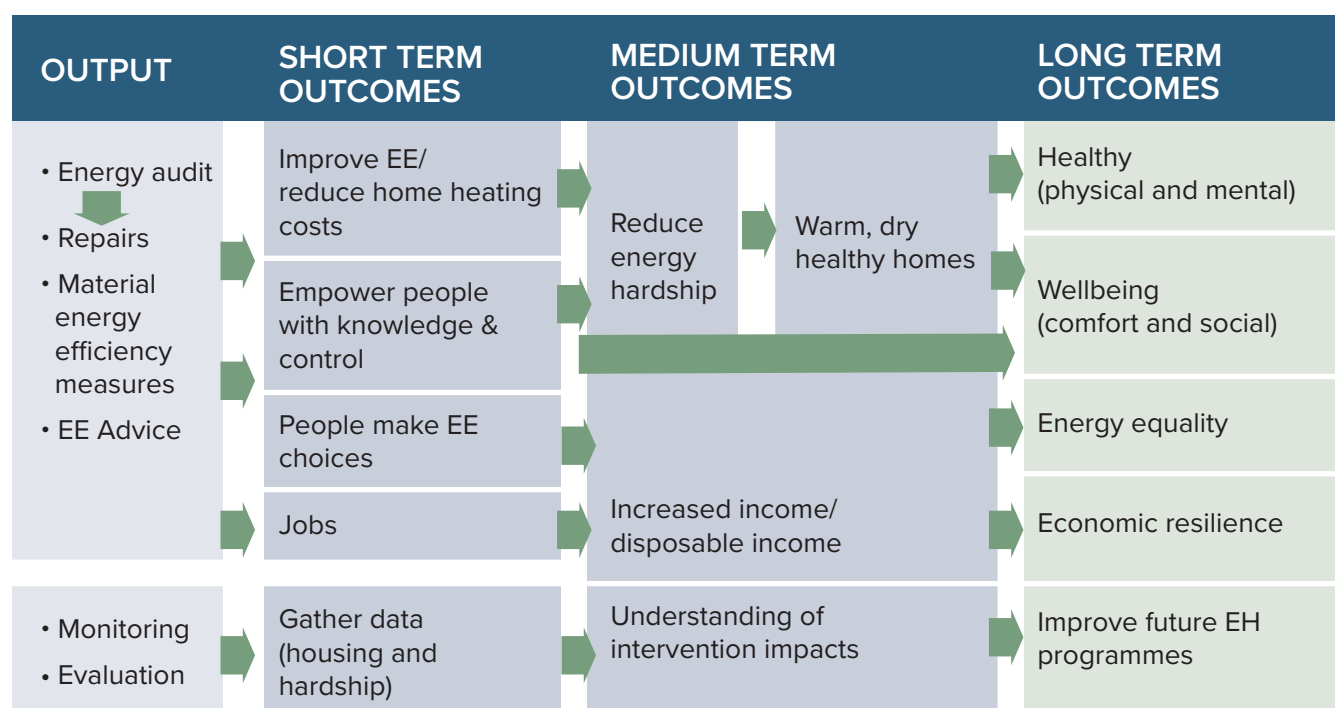 OUTPUT
SHORT TERM
OUTCOMES
MEDIUM TERM
OUTCOMES
LONG TERM
OUTCOMES
• Energy audit
• Repairs
• Material
energy
efficiency
measures
• EE Advice
Improve EE/
reduce home heating
costs
Empower people
with knowledge &
control
People make EE
choices
Jobs
Reduce
energy
hardship
Warm, dry
healthy homes
Increased income/
disposable income
Healthy
(physical and mental)
Wellbeing
(comfort and social)
Energy equality
Economic resilience
• Monitoring
• Evaluation
Gather data
(housing and
hardship)
Understanding of
intervention impacts
Improve future EH
programmes